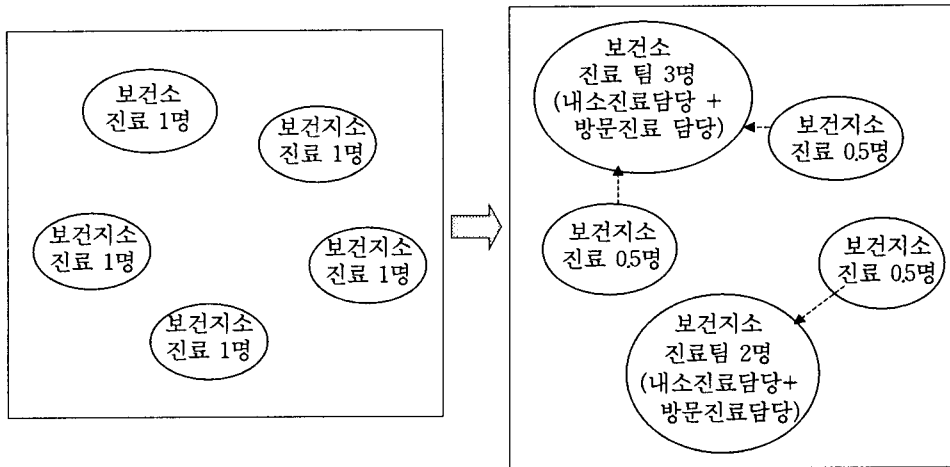 보건소
진료 1명
보건지소
진료 1명
보건지소
진료 1명
보건지소
진료 1명
보건지소
진료 1명
보건소
진료 팀 3명
(내소진료담당 +
방문진료 담당)
보건지소
진료 0.5명
보건지소
진료 0.5명
보건지소
진료 0.5명
보건지소
진료팀 2명
(내소진료담당+
방문진료담당)